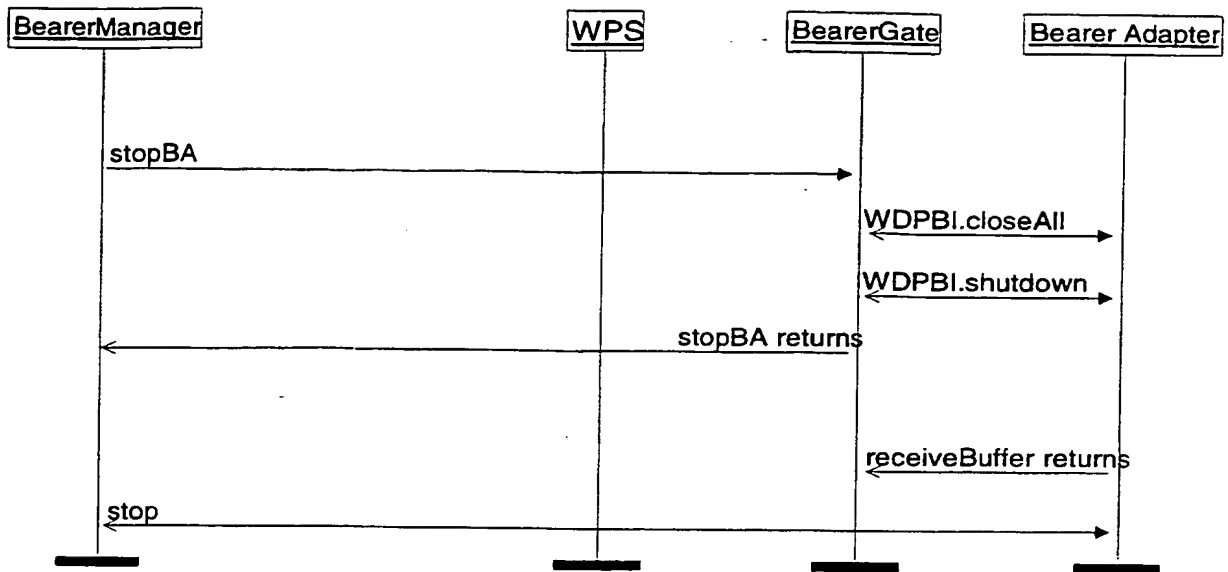 BearerManager
WPS
BearerGate
Bearer Adapter
stopBA
WDPBI.closeAll
WDPBI.shutdown
stopBA returns
receiveBuffer returns
stop